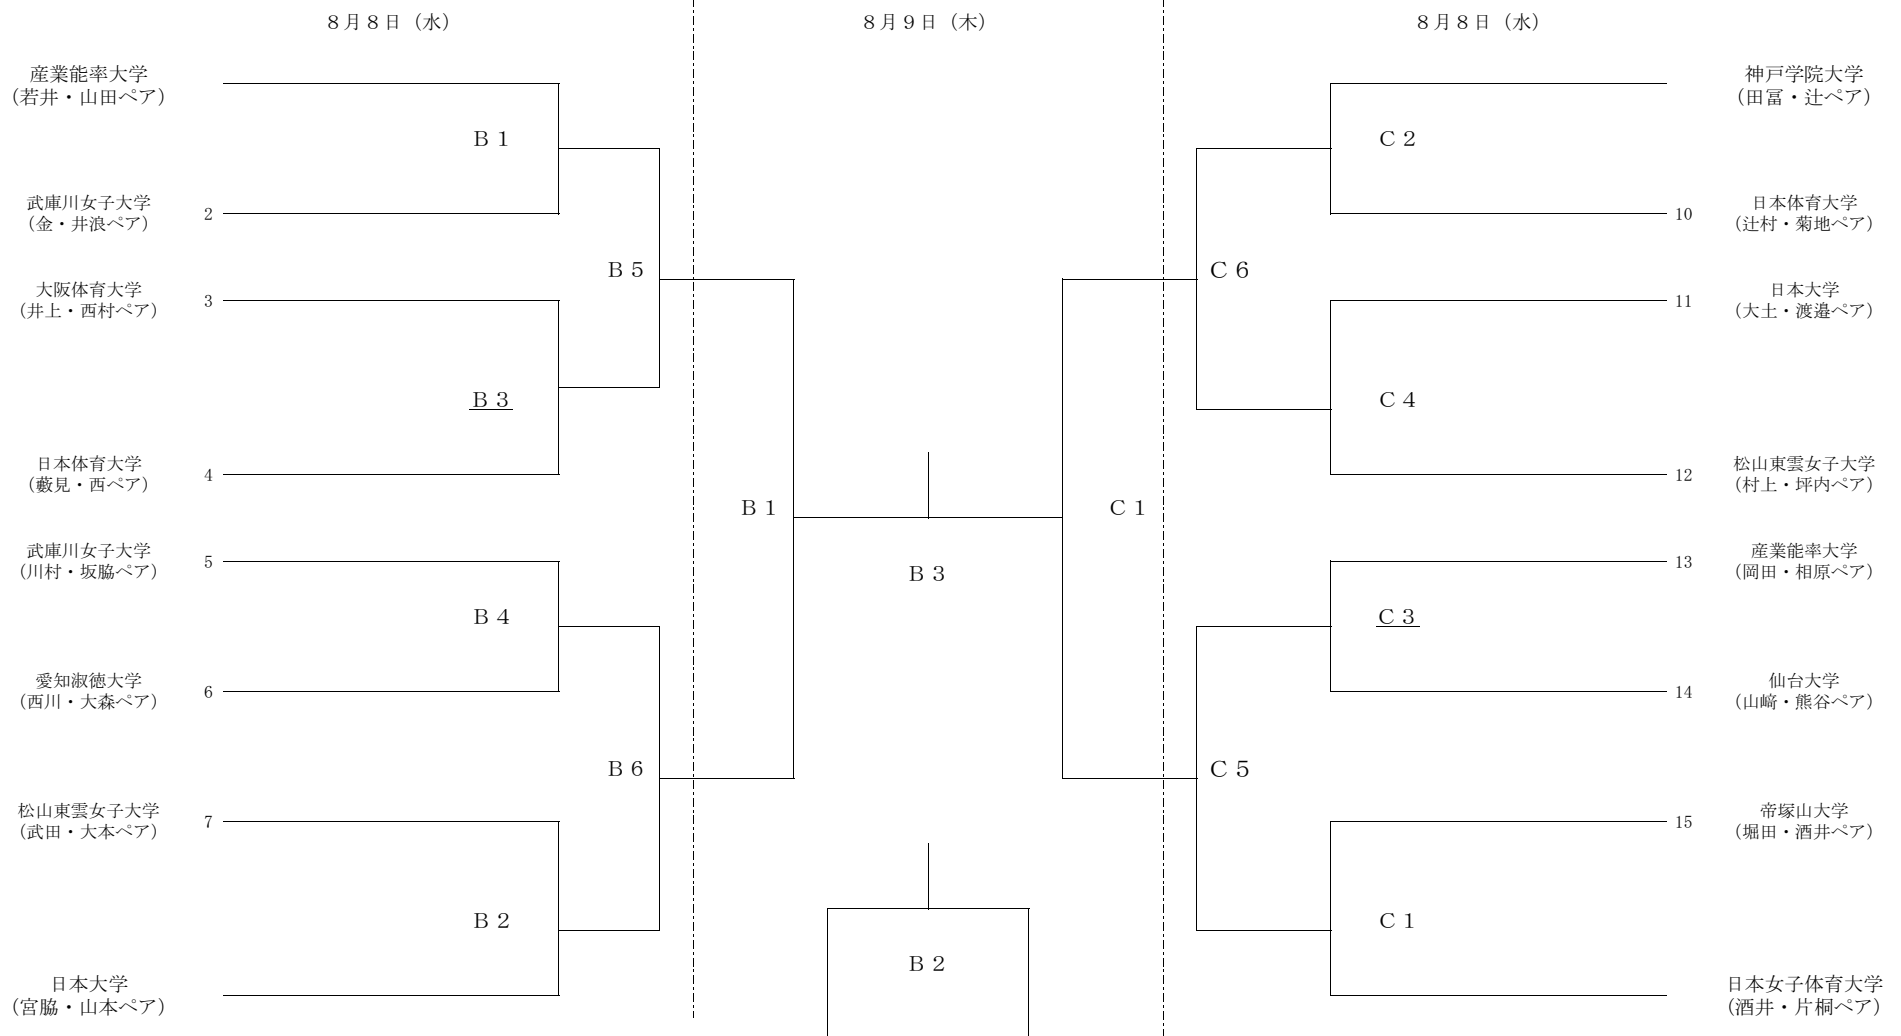 ８月８日（水）
８月９日（木）
８月８日（水）
産業能率大学
（若井・山田ペア）
Ｂ１
武庫川女子大学
（金・井浪ペア）
2
Ｂ５
大阪体育大学
（井上・西村ペア）
3
Ｂ３
日本体育大学
（藪見・西ペア）
4
Ｂ１
武庫川女子大学
（川村・坂脇ペア）
5
Ｂ４
愛知淑徳大学
（西川・大森ペア）
6
Ｂ６
松山東雲女子大学
（武田・大本ペア）
7
Ｂ２
日本大学
（宮脇・山本ペア）
Ｂ３
Ｂ２
神戸学院大学
（田冨・辻ペア）
Ｃ２
10
日本体育大学
（辻村・菊地ペア）
Ｃ６
11
日本大学
（大土・渡邉ペア）
Ｃ４
12
松山東雲女子大学
（村上・坪内ペア）
Ｃ１
13
産業能率大学
（岡田・相原ペア）
Ｃ３
14
仙台大学
（山﨑・熊谷ペア）
Ｃ５
15
帝塚山大学
（堀田・酒井ペア）
Ｃ１
日本女子体育大学
（酒井・片桐ペア）